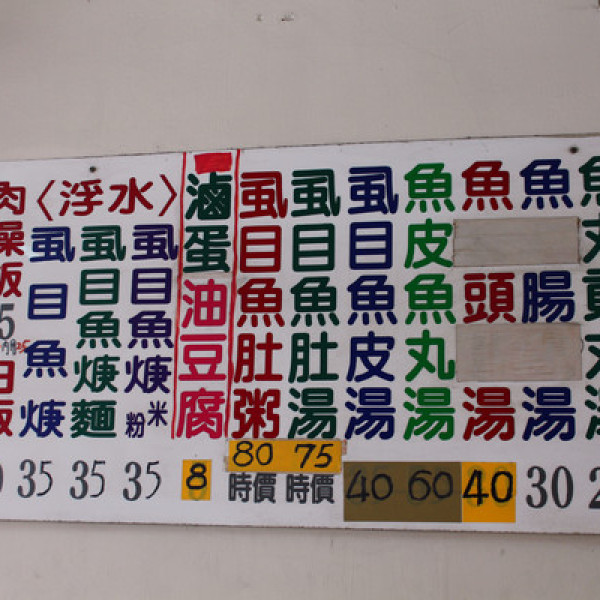 肉燥飯
〈浮水〉
虱目魚焿
35
虱目魚焿麵
35
虱目魚焿米粉
35
滷蛋
油豆腐
8
虱目魚肚粥
80
時價
虱目魚肚湯
75
時價
虱目魚皮湯
40
魚皮魚丸湯
60
魚頭湯
40
魚腸湯
30